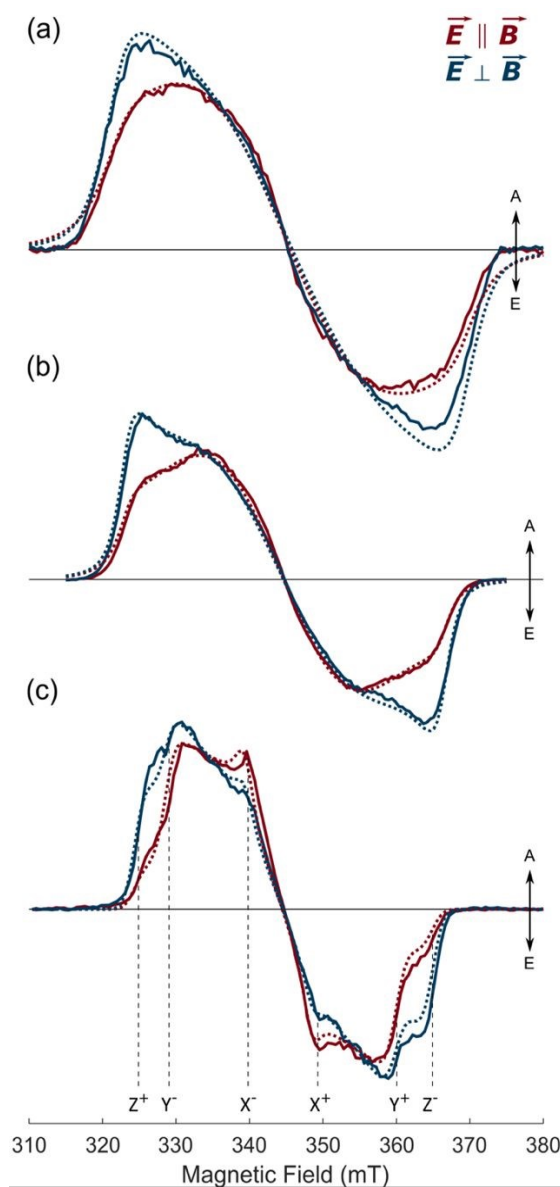 (a)
E ∥ B
E ⊥ B
A
E
(b)
A
E
(c)
A
E
Z⁺ Y⁻ X⁻ X⁺ Y⁺ Z⁻
310 320 330 340 350 360 370 380
Magnetic Field (mT)